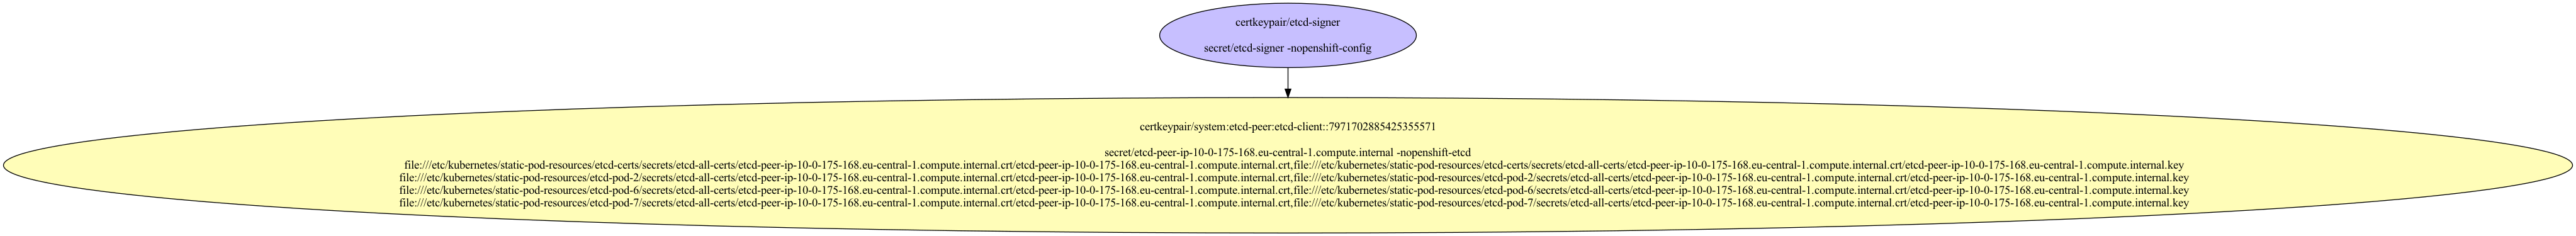 certkeypair/etcd-signer
secret/etcd-signer -nopenshift-config
certkeypair/system:etcd-peer:etcd-client::7971702885425355571
secret/etcd-peer-ip-10-0-175-168.eu-central-1.compute.internal -nopenshift-etcd
file:///etc/kubernetes/static-pod-resources/etcd-certs/secrets/etcd-all-certs/etcd-peer-ip-10-0-175-168.eu-central-1.compute.internal.crt/etcd-peer-ip-10-0-175-168.eu-central-1.compute.internal.crt,file:///etc/kubernetes/static-pod-resources/etcd-certs/secrets/etcd-all-certs/etcd-peer-ip-10-0-175-168.eu-central-1.compute.internal.crt/etcd-peer-ip-10-0-175-168.eu-central-1.compute.internal.key
file:///etc/kubernetes/static-pod-resources/etcd-pod-2/secrets/etcd-all-certs/etcd-peer-ip-10-0-175-168.eu-central-1.compute.internal.crt/etcd-peer-ip-10-0-175-168.eu-central-1.compute.internal.crt,file:///etc/kubernetes/static-pod-resources/etcd-pod-2/secrets/etcd-all-certs/etcd-peer-ip-10-0-175-168.eu-central-1.compute.internal.crt/etcd-peer-ip-10-0-175-168.eu-central-1.compute.internal.key
file:///etc/kubernetes/static-pod-resources/etcd-pod-6/secrets/etcd-all-certs/etcd-peer-ip-10-0-175-168.eu-central-1.compute.internal.crt/etcd-peer-ip-10-0-175-168.eu-central-1.compute.internal.crt,file:///etc/kubernetes/static-pod-resources/etcd-pod-6/secrets/etcd-all-certs/etcd-peer-ip-10-0-175-168.eu-central-1.compute.internal.crt/etcd-peer-ip-10-0-175-168.eu-central-1.compute.internal.key
file:///etc/kubernetes/static-pod-resources/etcd-pod-7/secrets/etcd-all-certs/etcd-peer-ip-10-0-175-168.eu-central-1.compute.internal.crt/etcd-peer-ip-10-0-175-168.eu-central-1.compute.internal.crt,file:///etc/kubernetes/static-pod-resources/etcd-pod-7/secrets/etcd-all-certs/etcd-peer-ip-10-0-175-168.eu-central-1.compute.internal.crt/etcd-peer-ip-10-0-175-168.eu-central-1.compute.internal.key